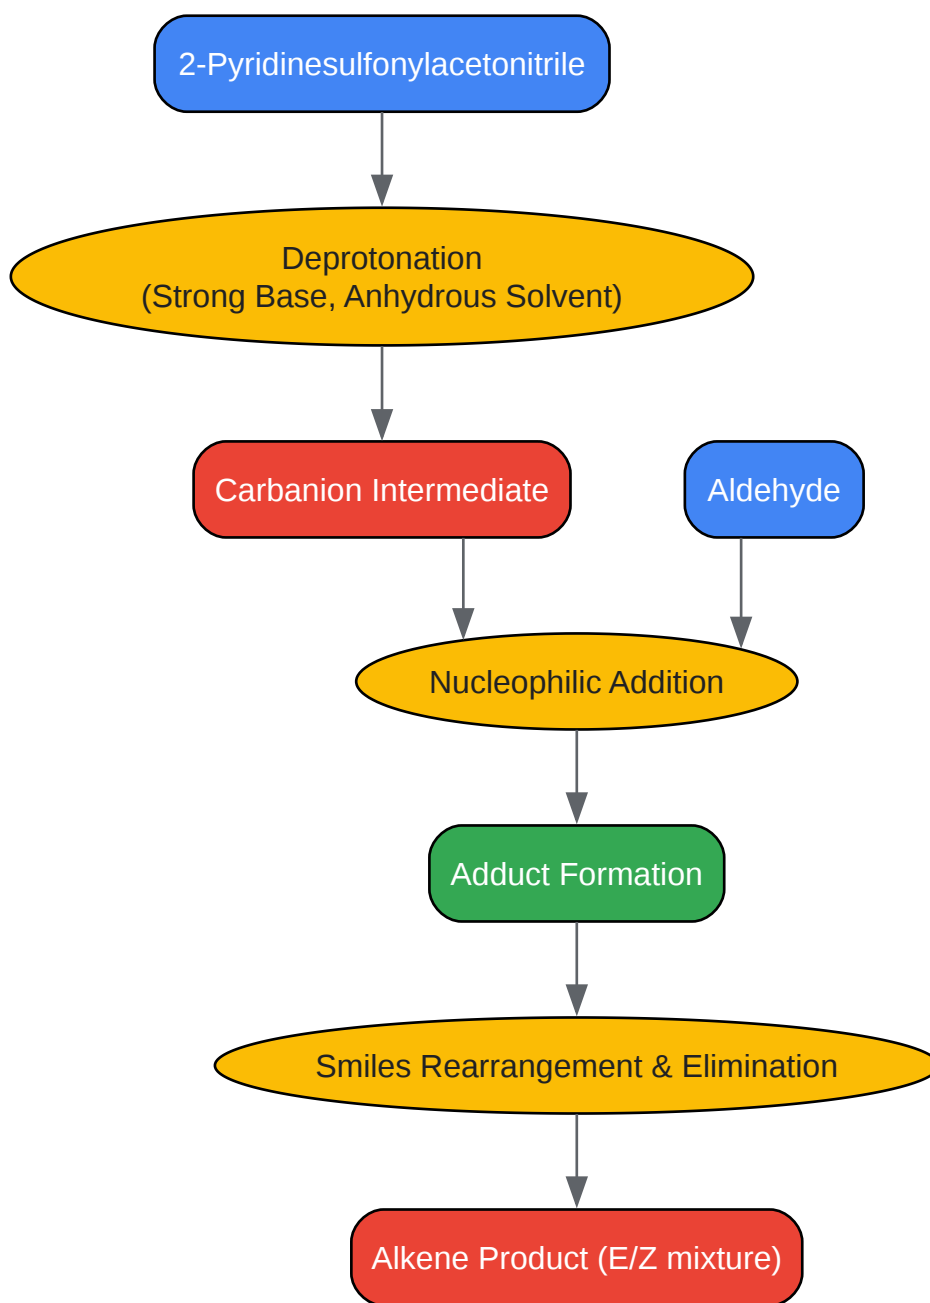 2-Pyridinesulfonylacetonitrile
Deprotonation
(Strong Base, Anhydrous Solvent)
Carbanion Intermediate
Aldehyde
Nucleophilic Addition
Adduct Formation
Smiles Rearrangement & Elimination
Alkene Product (E/Z mixture)